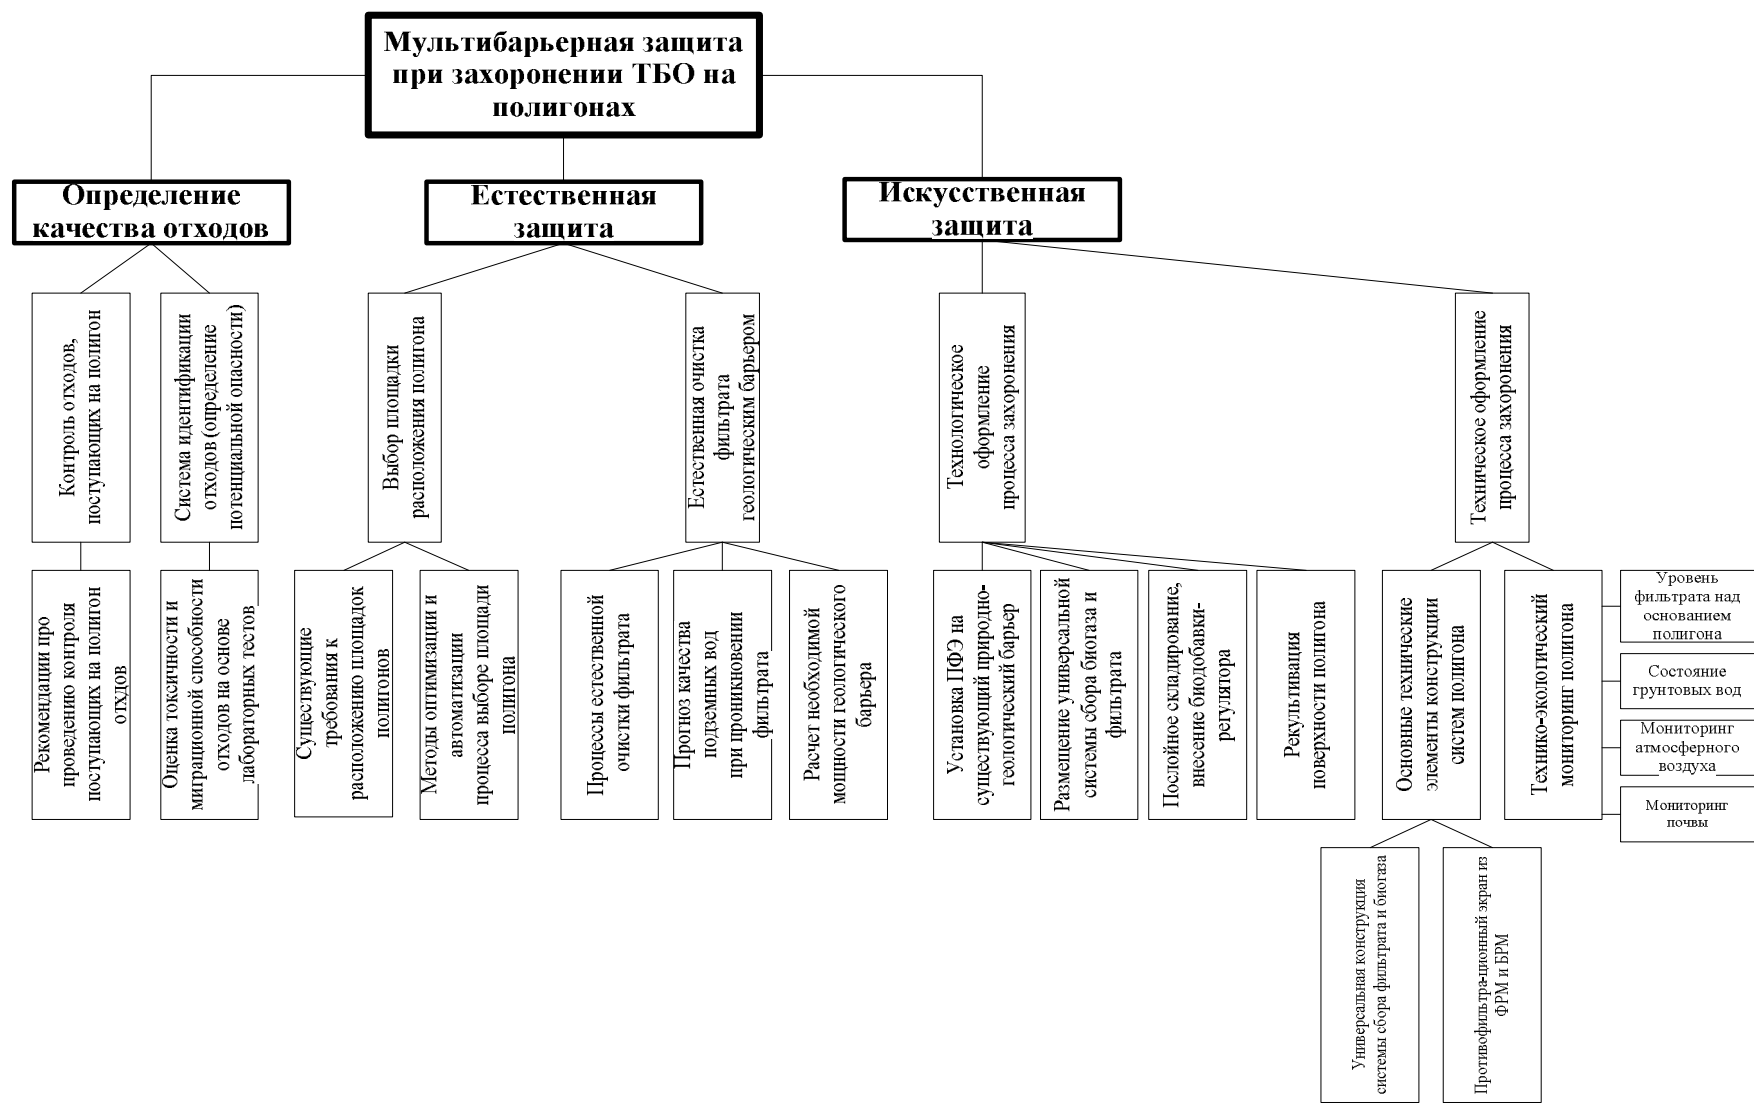 Мультибарьерная защита
при захоронении ТБО на
полигонах
Определение
качества отходов
Естественная
защита
Искусственная
защита
Контроль отходов,
поступающих на полигон
Система идентификации
отходов (определение
потенциальной опасности)
Выбор площадки
расположения полигона
Естественная очистка
фильтрата
геологическим барьером
Технологическое
оформление
процесса захоронения
Техническое оформление
процесса захоронения
Рекомендации про
проведению контроля
поступающих на полигон
отхдов
Оценка токсичности и
миграционной способности
отходов на основе
лабораторных тестов
Существующие
требования к
расположению площадок
полигонов
Методы оптимизации и
автоматизации
процесса выборе площади
полигона
Процессы естественной
очистки фильтрата
Прогноз качества
подземных вод
при проникновении
фильтрата
Расчет необходимой
мощности геологического
барьера
Установка ПФЭ на
существующий природно-
геологический барьер
Размещение универсальной
системы сбора биогаза и
фильтрата
Послойное складирование,
внесение биодобавки-
регулятора
Рекультивация
поверхности полигона
Основные технические
элементы конструкции
систем полигона
Технико-экологический
мониторинг полигона
Уровень
фильтрата над
основанием
полигона
Состояние
грунтовых вод
Мониторинг
атмосферного
воздуха
Мониторинг
почвы
Универсальная конструкция
системы сбора фильтрата и биогаза
Противофильтра-ционный экран из
ФРМ и БРМ